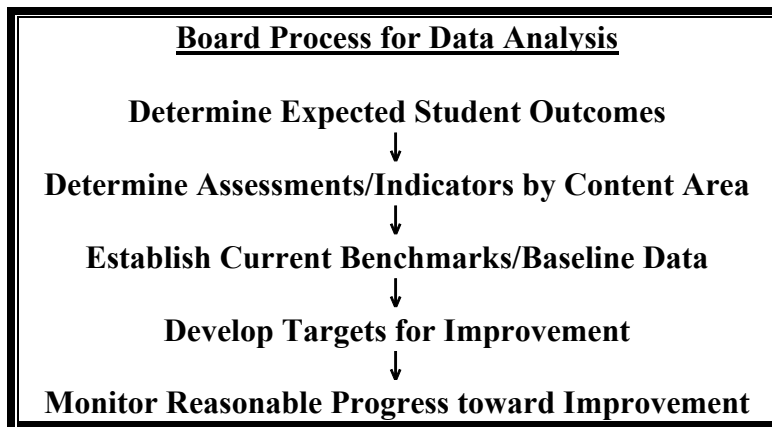 Board Process for Data Analysis
Determine Expected Student Outcomes
Determine Assessments/Indicators by Content Area
Establish Current Benchmarks/Baseline Data
Develop Targets for Improvement
Monitor Reasonable Progress toward Improvement